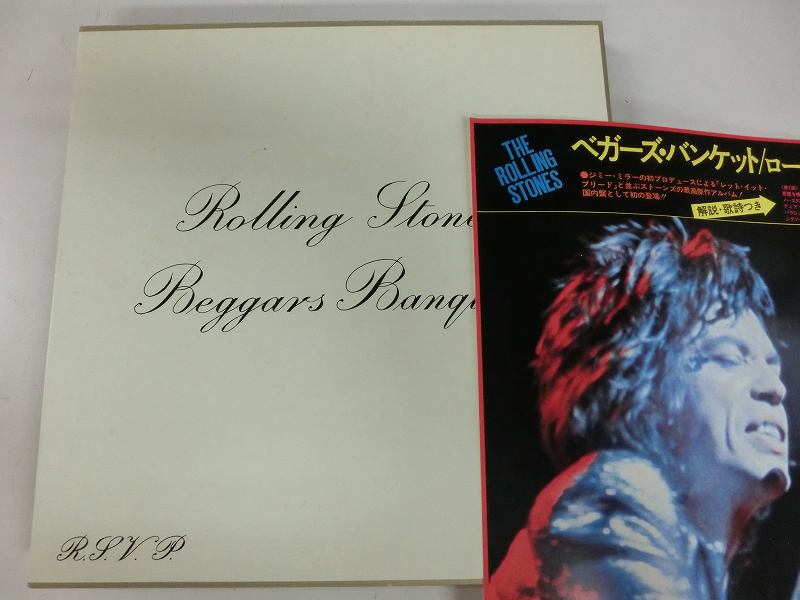 Rolling Stone
Beggars Banqu
R.S.V.P.
THE
ROLLING
STONES
ベガーズ・バンケット/ロー
●ジミー・ミラーの初プロデュースによる「レット・イット・
ブリード」と並ぶストーンズの最高傑作アルバム!
国内盤として初の登場!!
解説・歌詩つき